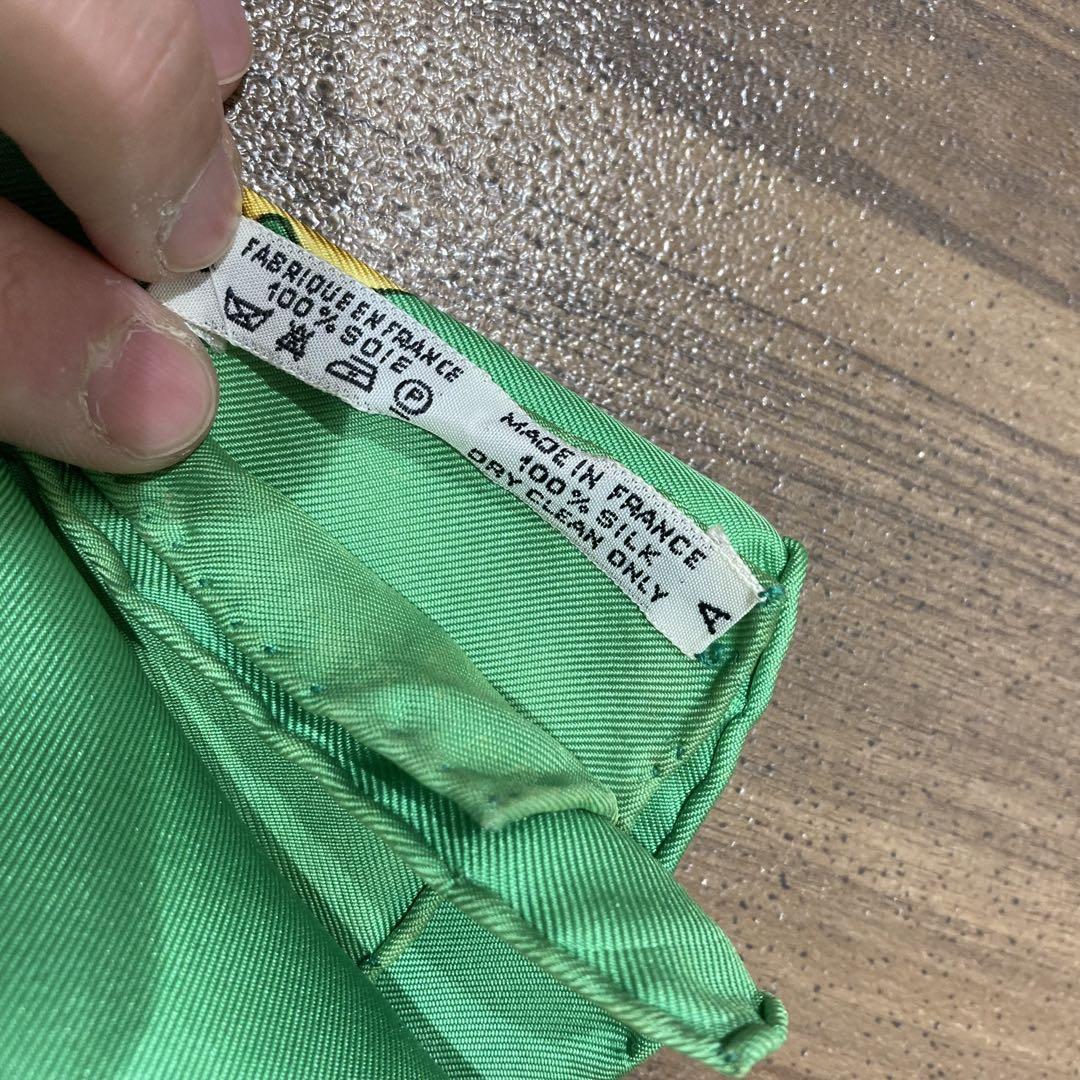 FABRIQUE EN FRANCE
100% SOIE
P
MADE IN FRANCE
100% SILK
DRY CLEAN ONLY
A